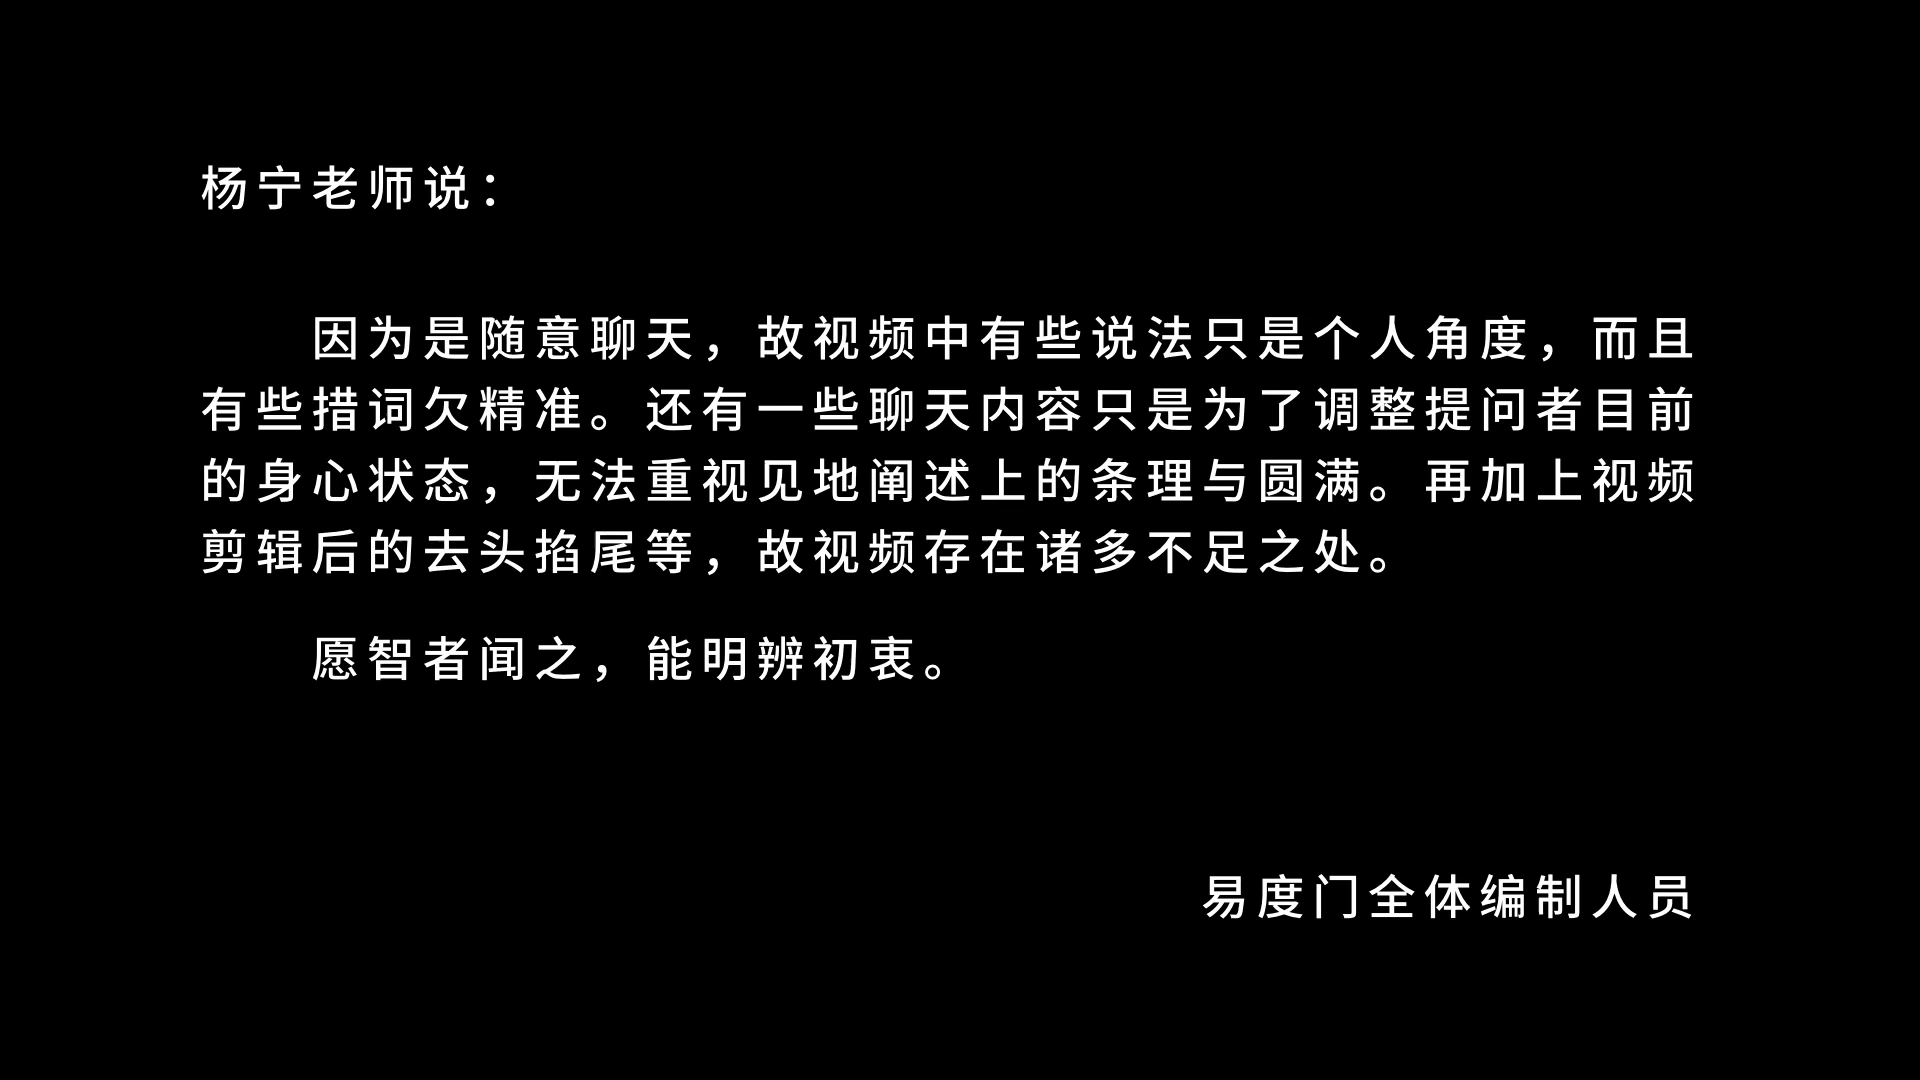 杨宁老师说：
因为是随意聊天，故视频中有些说法只是个人角度，而且
有些措词欠精准。还有一些聊天内容只是为了调整提问者目前
的身心状态，无法重视见地阐述上的条理与圆满。再加上视频
剪辑后的去头掐尾等，故视频存在诸多不足之处。
愿智者闻之，能明辨初衷。
易度门全体编制人员